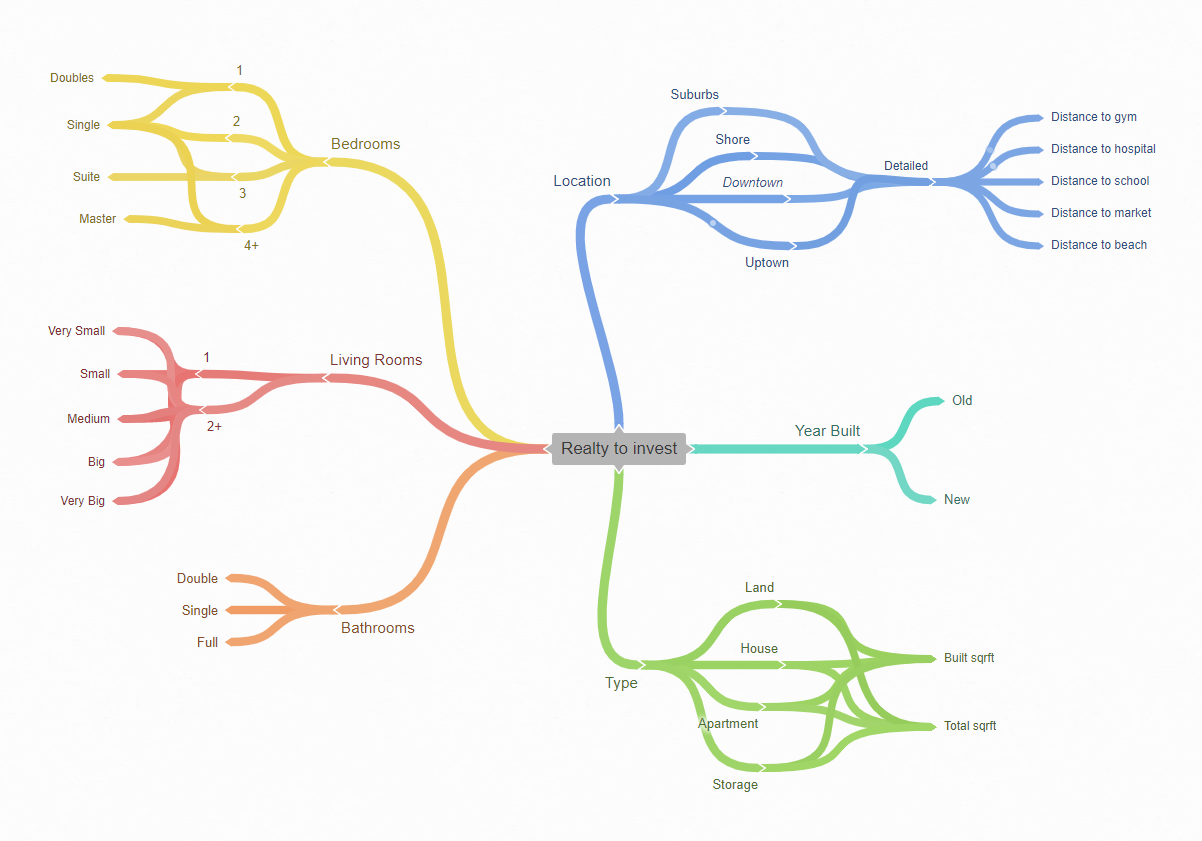 Realty to invest
Bedrooms
1
2
3
4+
Doubles
Single
Suite
Master
Living Rooms
1
2+
Very Small
Small
Medium
Big
Very Big
Bathrooms
Double
Single
Full
Location
Suburbs
Shore
Downtown
Uptown
Detailed
Distance to gym
Distance to hospital
Distance to school
Distance to market
Distance to beach
Year Built
Old
New
Type
Land
House
Apartment
Storage
Built sqrft
Total sqrft